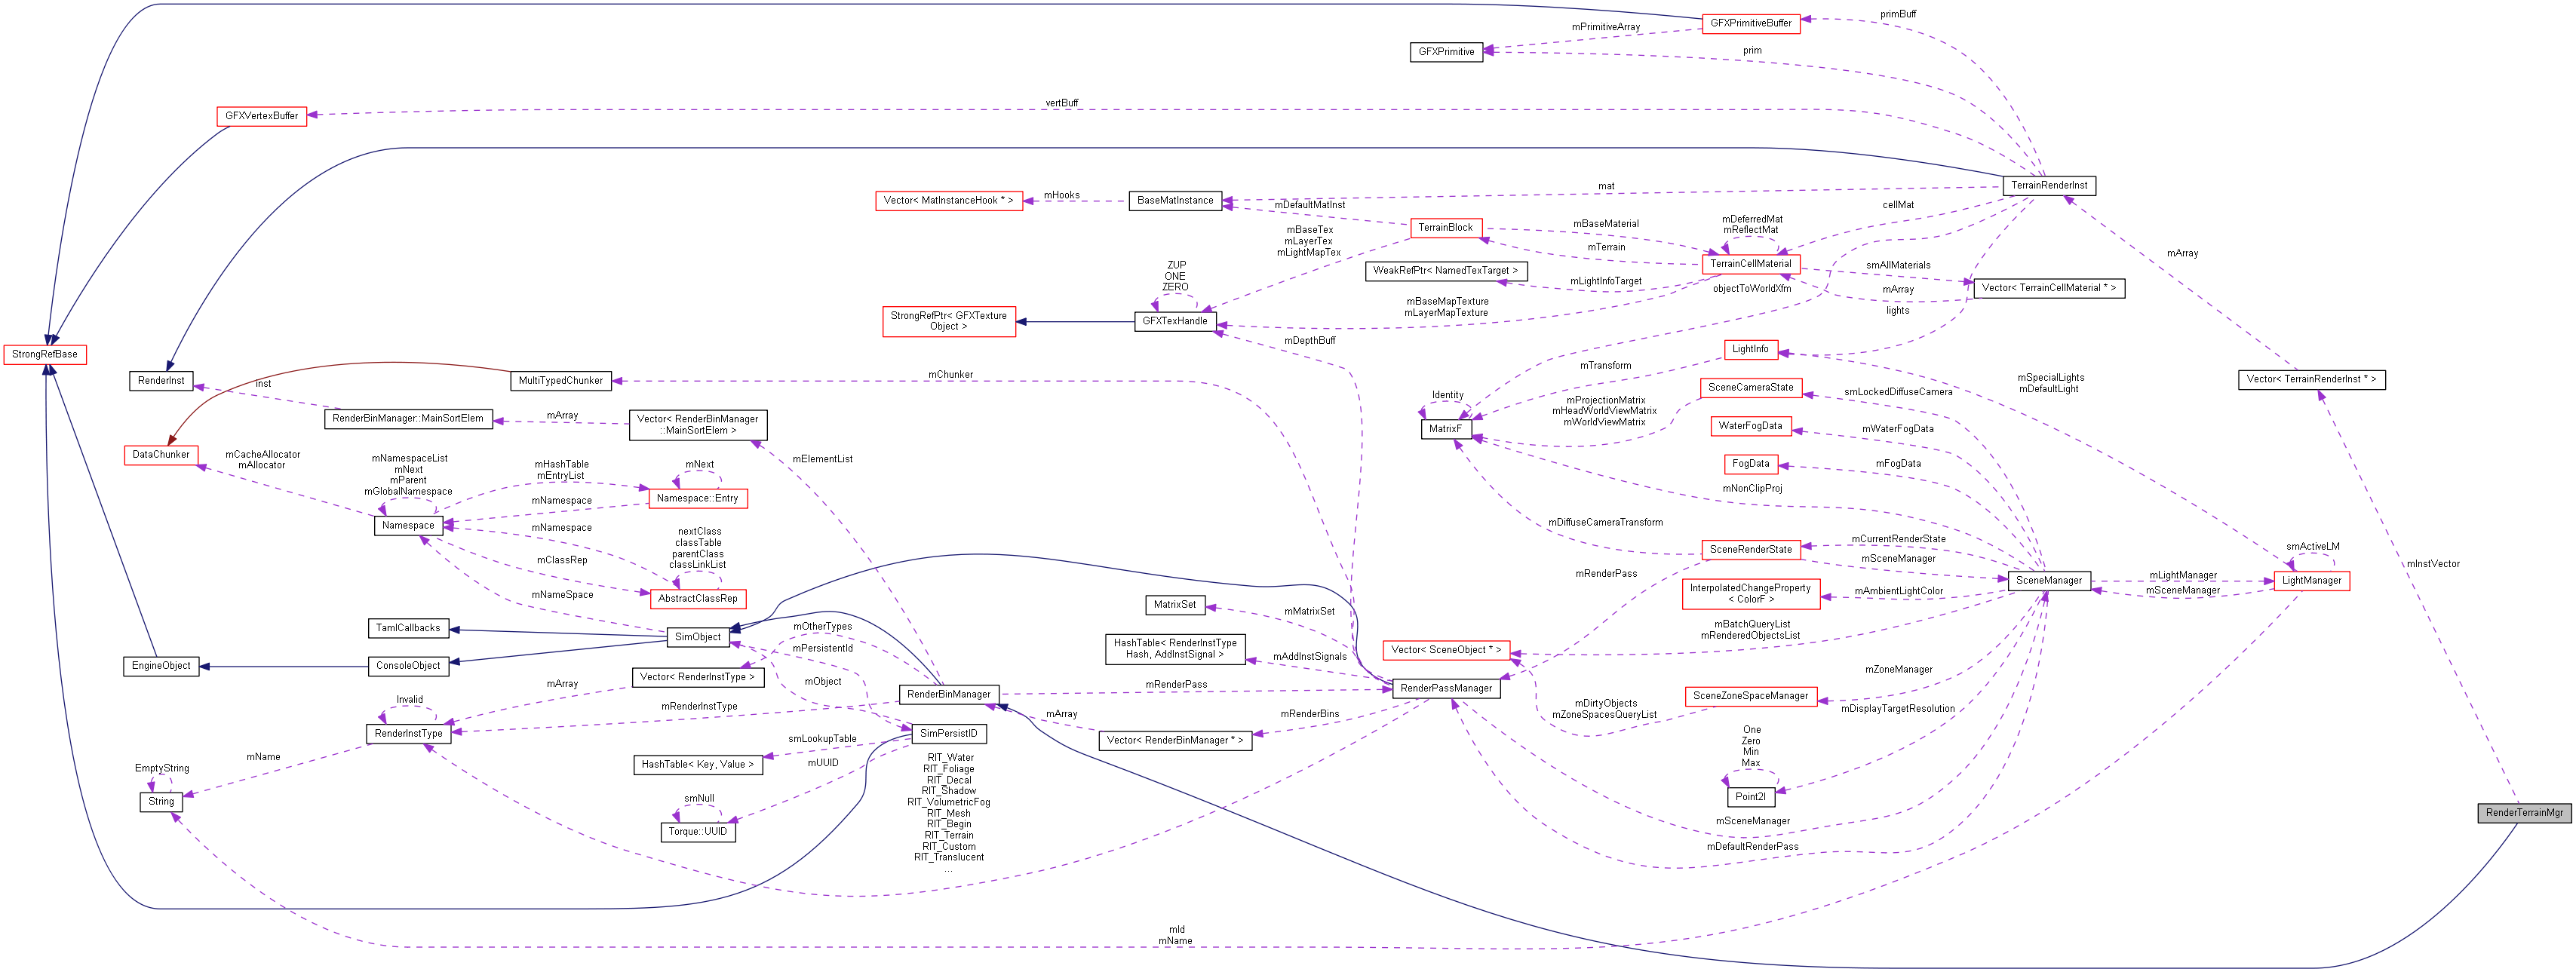 primBuff
GFXPrimitiveBuffer
mPrimitiveArray
GFXPrimitive
prim
vertBuff
GFXVertexBuffer
TerrainRenderInst
mat
mHooks
Vector< MatInstanceHook * >
BaseMatInstance
mDefaultMatInst
cellMat
mDeferredMat
mReflectMat
mBaseMaterial
TerrainBlock
mBaseTex
mLayerTex
mLightMapTex
mTerrain
mArray
TerrainCellMaterial
smAllMaterials
WeakRefPtr< NamedTexTarget >
mLightInfoTarget
ZUP
ONE
ZERO
objectToWorldXfm
mArray
Vector< TerrainCellMaterial * >
mBaseMapTexture
mLayerMapTexture
lights
StrongRefPtr< GFXTexture
Object >
GFXTexHandle
mDepthBuff
LightInfo
StrongRefBase
mTransform
mChunker
RenderInst
inst
MultiTypedChunker
mSpecialLights
mDefaultLight
Vector< TerrainRenderInst * >
SceneCameraState
smLockedDiffuseCamera
Identity
mProjectionMatrix
mHeadWorldViewMatrix
mWorldViewMatrix
RenderBinManager::MainSortElem
mArray
Vector< RenderBinManager
::MainSortElem >
MatrixF
WaterFogData
mWaterFogData
DataChunker
mCacheAllocator
mAllocator
mNamespaceList
mNext
mParent
mGlobalNamespace
mHashTable
mEntryList
mNext
mElementList
FogData
mFogData
Namespace::Entry
mNamespace
mNonClipProj
Namespace
mNamespace
nextClass
classTable
parentClass
classLinkList
mDiffuseCameraTransform
mCurrentRenderState
SceneRenderState
mSceneManager
smActiveLM
mClassRep
mRenderPass
mInstVector
mNameSpace
AbstractClassRep
InterpolatedChangeProperty
< ColorF >
mAmbientLightColor
SceneManager
mLightManager
mSceneManager
LightManager
MatrixSet
mMatrixSet
TamlCallbacks
SimObject
mOtherTypes
mPersistentId
HashTable< RenderInstType
Hash, AddInstSignal >
mAddInstSignals
mBatchQueryList
mRenderedObjectsList
Vector< SceneObject * >
EngineObject
ConsoleObject
mZoneManager
mArray
Vector< RenderInstType >
mObject
RenderBinManager
mRenderPass
RenderPassManager
SceneZoneSpaceManager
Invalid
mRenderInstType
mDirtyObjects
mZoneSpacesQueryList
mDisplayTargetResolution
mArray
mRenderBins
RenderInstType
smLookupTable
SimPersistID
Vector< RenderBinManager * >
One
Zero
Min
Max
mName
HashTable< Key, Value >
mUUID
EmptyString
RIT_Water
RIT_Foliage
RIT_Decal
RIT_Shadow
RIT_VolumetricFog
RIT_Mesh
RIT_Begin
RIT_Terrain
RIT_Custom
RIT_Translucent
...
String
smNull
Point2I
RenderTerrainMgr
Torque::UUID
mSceneManager
mDefaultRenderPass
mId
mName